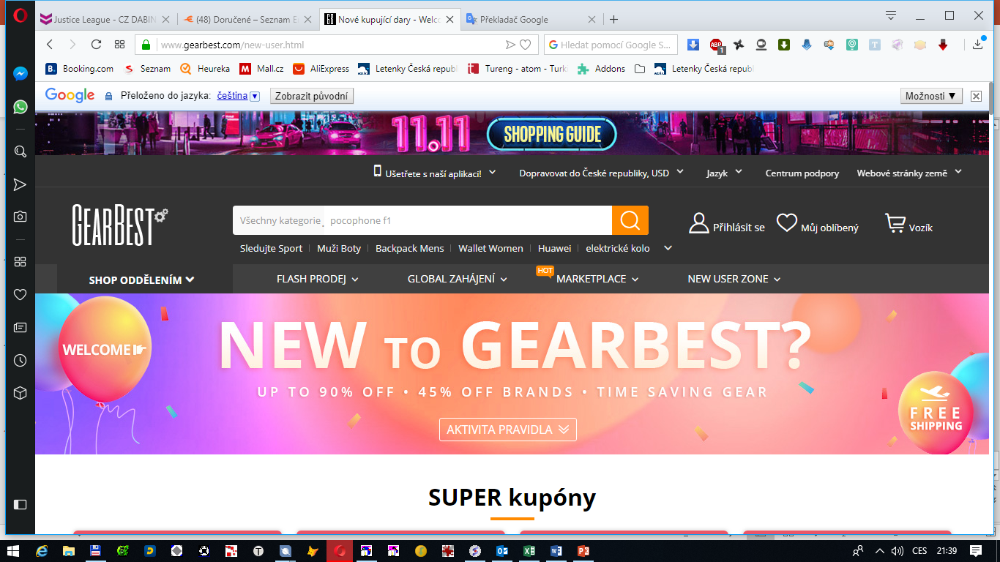 Justice League - CZ DABIN
(48) Doručené – Seznam E
Nové kupující dary - Welco
Překladač Google
www.gearbest.com/new-user.html
Hledat pomocí Google S...
ABP
1
Booking.com
Seznam
Heureka
Mall.cz
AliExpress
Letenky Česká repub
Tureng - atom - Turk
Addons
Letenky Česká repub
Google
Přeloženo do jazyka: čeština
Zobrazit původní
Možnosti ▼
11.11
SHOPPING GUIDE
Ušetřete s naší aplikaci!
Dopravovat do České republiky, USD
Jazyk
Centrum podpory
Webové stránky země
GEARBEST
Všechny kategorie
pocophone f1
Přihlásit se
Můj oblíbený
Vozík
Sledujte Sport
Muži Boty
Backpack Mens
Wallet Women
Huawei
elektrické kolo
SHOP ODDĚLENÍM
FLASH PRODEJ
GLOBAL ZAHÁJENÍ
HOT
MARKETPLACE
NEW USER ZONE
WELCOME
NEW TO GEARBEST?
UP TO 90% OFF • 45% OFF BRANDS • TIME SAVING GEAR
AKTIVITA PRAVIDLA
FREE
SHIPPING
SUPER kupóny
CES
21:39